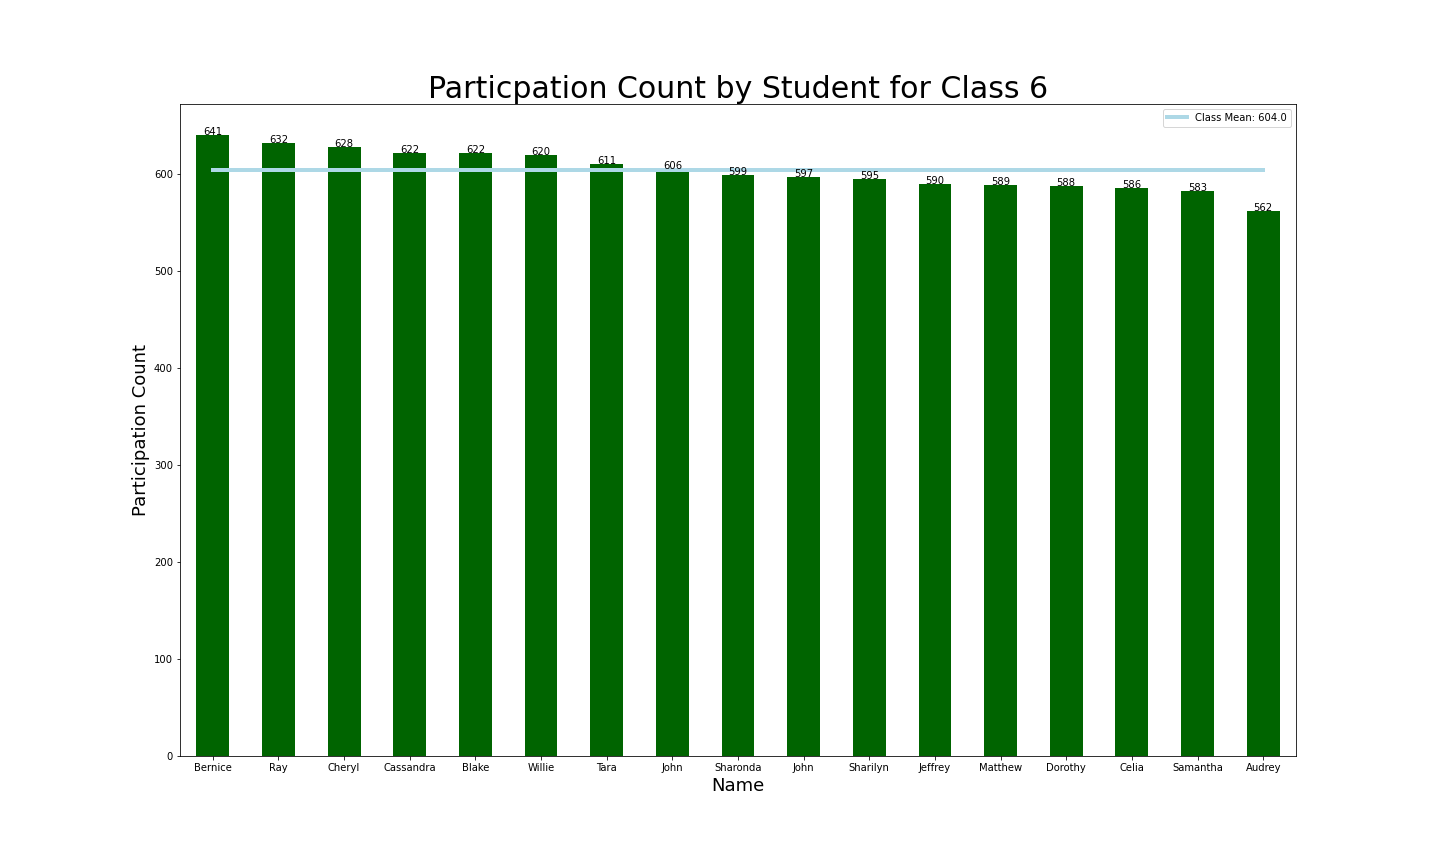 Particpation Count by Student for Class 6
Class Mean: 604.0
641 632 628 622 622 620 611 606 599 597 595 590 589 588 586 583 562
Participation Count
600
500
400
300
200
100
0
Bernice Ray Cheryl Cassandra Blake Willie Tara John Sharonda John Sharilyn Jeffrey Matthew Dorothy Celia Samantha Audrey
Name